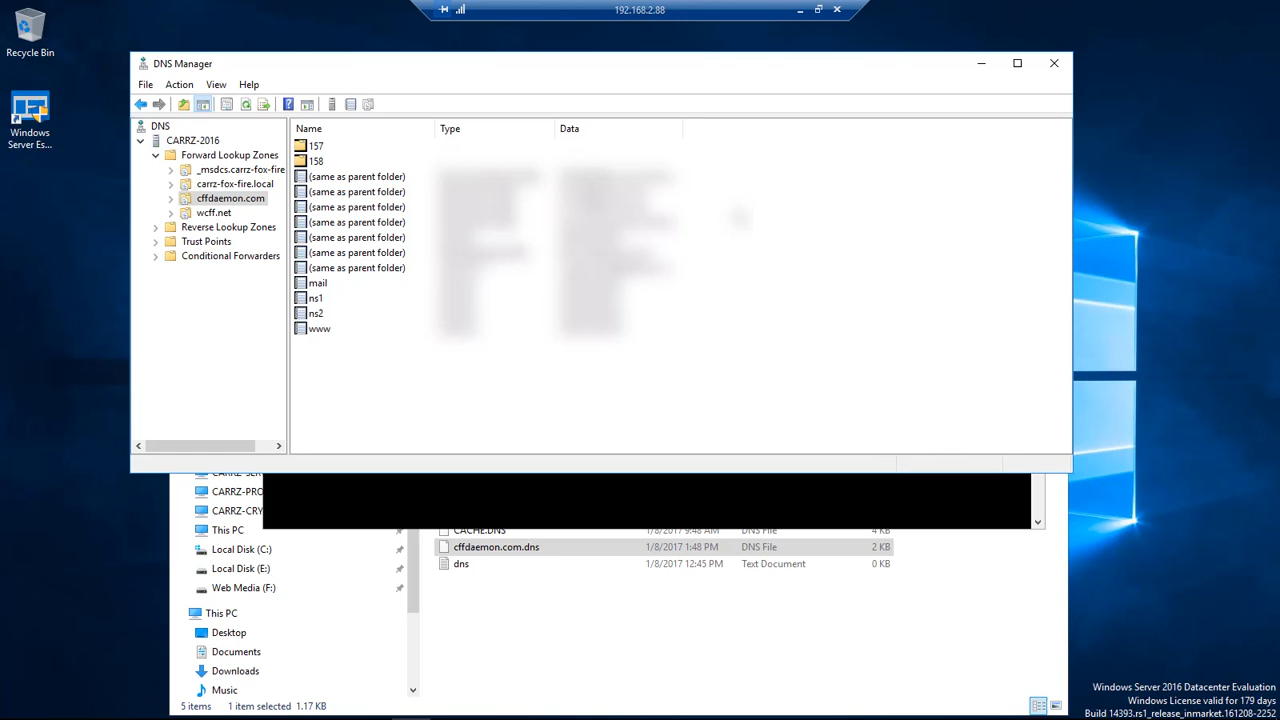 192.168.2.88
Recycle Bin
Windows
Server Es...
DNS Manager
File Action View Help
DNS
CARRZ-2016
Forward Lookup Zones
_msdcs.carrz-fox-fire
carrz-fox-fire.local
cffdaemon.com
wcff.net
Reverse Lookup Zones
Trust Points
Conditional Forwarders
Name Type Data
157
158
(same as parent folder)
(same as parent folder)
(same as parent folder)
(same as parent folder)
(same as parent folder)
(same as parent folder)
(same as parent folder)
mail
ns1
ns2
www
CARRZ-PRO
CARRZ-CRY
This PC
Local Disk (C:)
Local Disk (E:)
Web Media (F:)
This PC
Desktop
Documents
Downloads
Music
CACHE.DNS 1/8/2017 9:48 AM DNS File 4 KB
cffdaemon.com.dns 1/8/2017 1:48 PM DNS File 2 KB
dns 1/8/2017 12:45 PM Text Document 0 KB
5 items 1 item selected 1.17 KB
Windows Server 2016 Datacenter Evaluation
Windows License valid for 179 days
Build 14393.rs1_release_inmarket.161208-2252